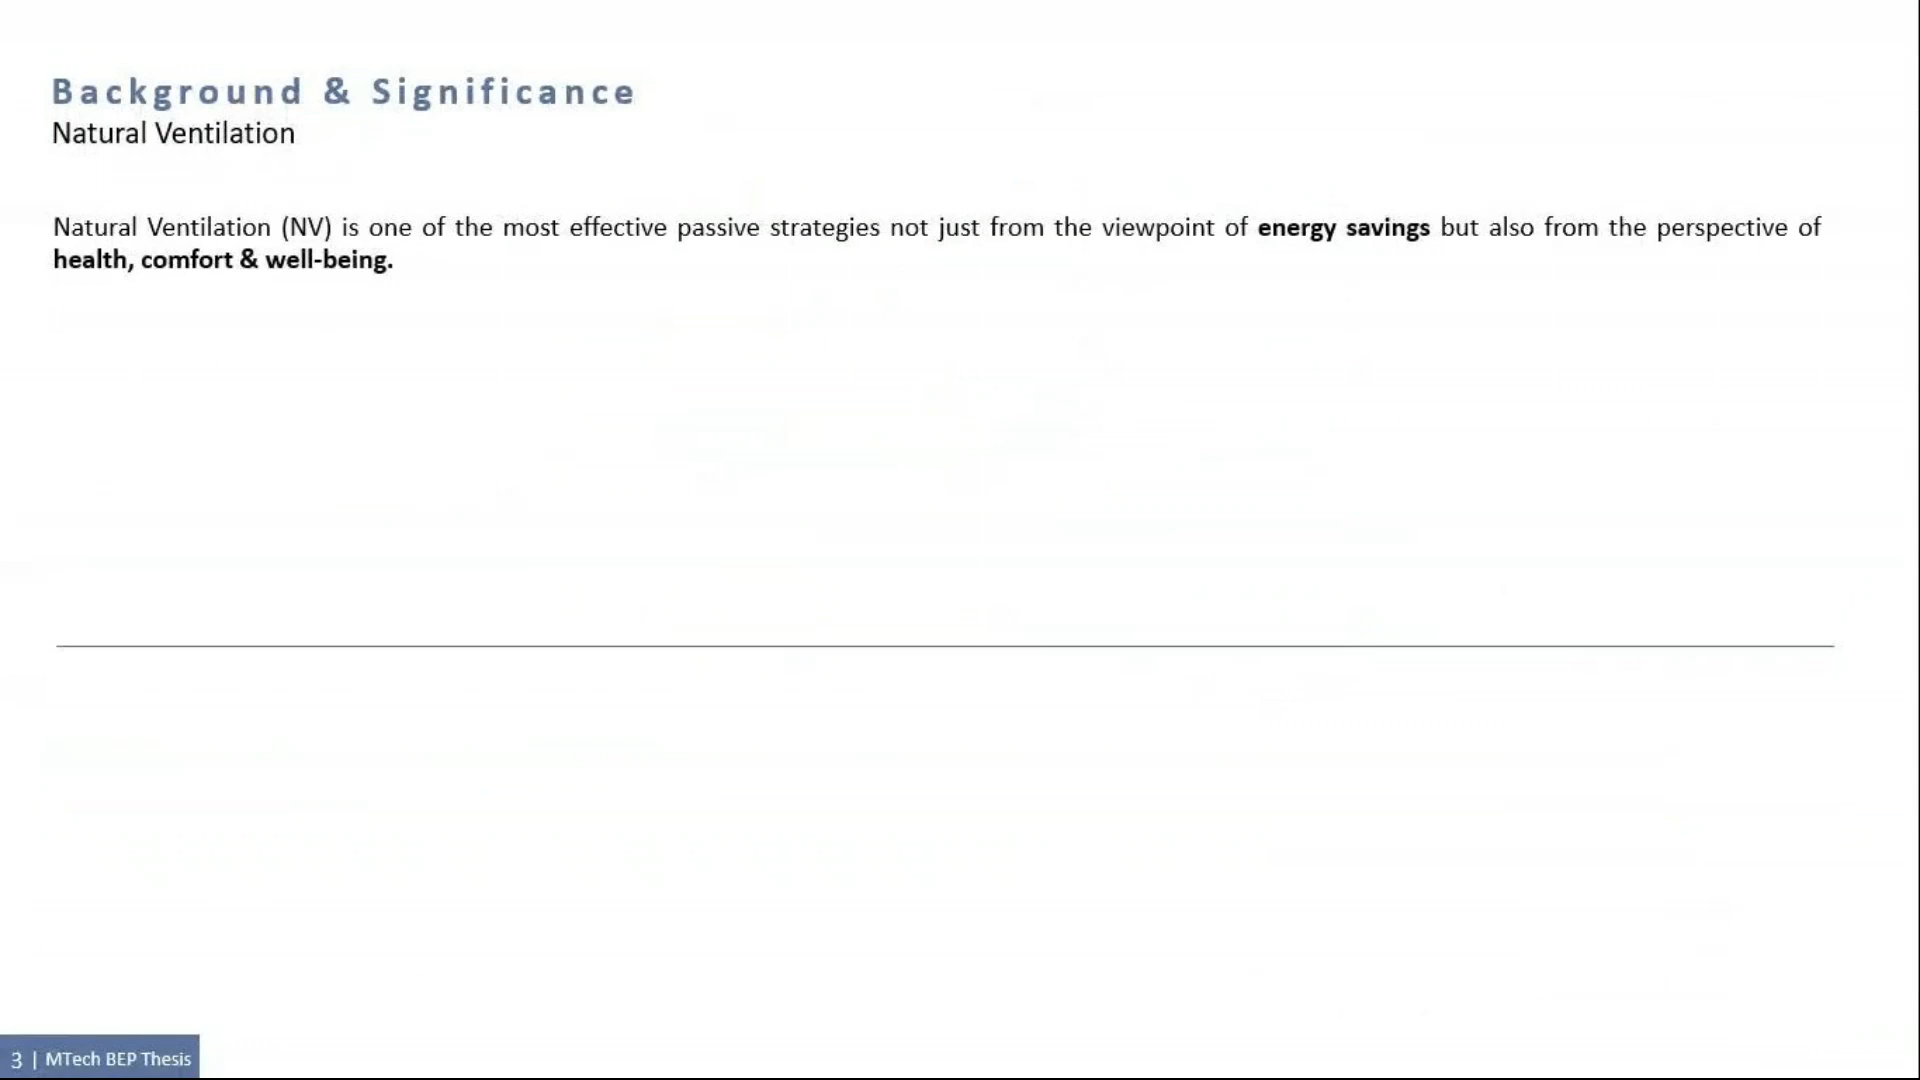 Background & Significance
Natural Ventilation
Natural Ventilation (NV) is one of the most effective passive strategies not just from the viewpoint of energy savings but also from the perspective of
health, comfort & well-being.
3 | MTech BEP Thesis